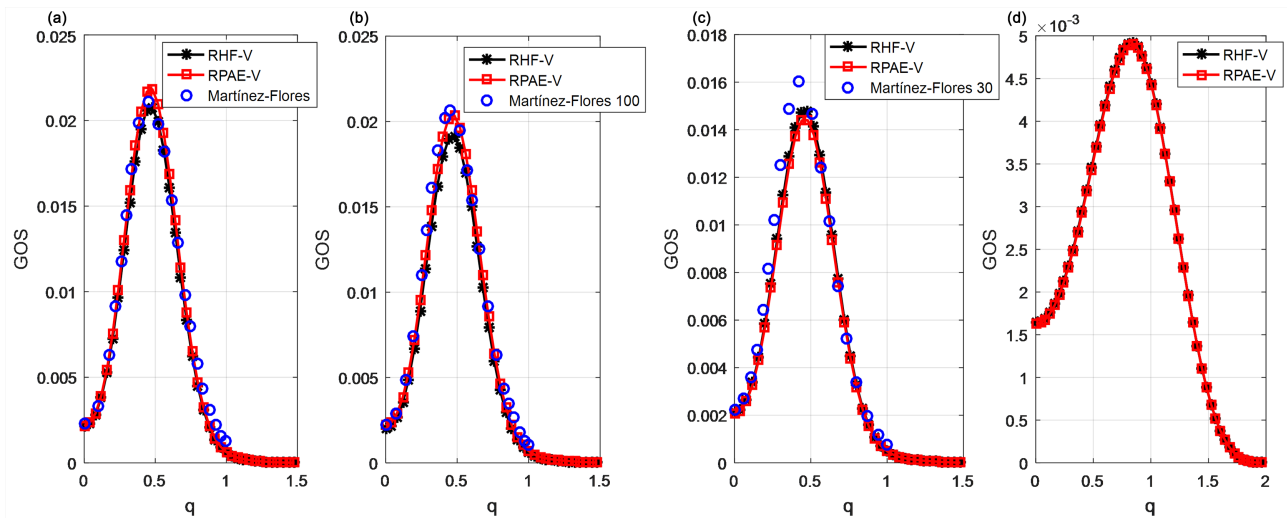 (a)
0.025
0.02
0.015
0.01
0.005
0
GOS
0 0.5 1 1.5
q
RHF-V
RPAE-V
Martínez-Flores
(b)
0.025
0.02
0.015
0.01
0.005
0
GOS
0 0.5 1 1.5
q
RHF-V
RPAE-V
Martínez-Flores 100
(c)
0.018
0.016
0.014
0.012
0.01
0.008
0.006
0.004
0.002
0
GOS
0 0.5 1 1.5
q
RHF-V
RPAE-V
Martínez-Flores 30
(d)
×10⁻³
5
4.5
4
3.5
3
2.5
2
1.5
1
0.5
0
GOS
0 0.5 1 1.5 2
q
RHF-V
RPAE-V